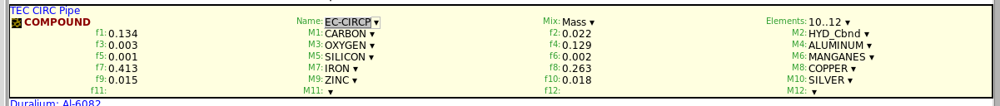 TEC CIRC Pipe
COMPOUND Name: EC-CIRCP Mix: Mass Elements: 10..12
f1: 0.134 M1: CARBON f2: 0.022 M2: HYD_Cbnd
f3: 0.003 M3: OXYGEN f4: 0.129 M4: ALUMINUM
f5: 0.001 M5: SILICON f6: 0.002 M6: MANGANES
f7: 0.413 M7: IRON f8: 0.263 M8: COPPER
f9: 0.015 M9: ZINC f10: 0.018 M10: SILVER
f11: M11: f12: M12:
Duralium: Al-6082